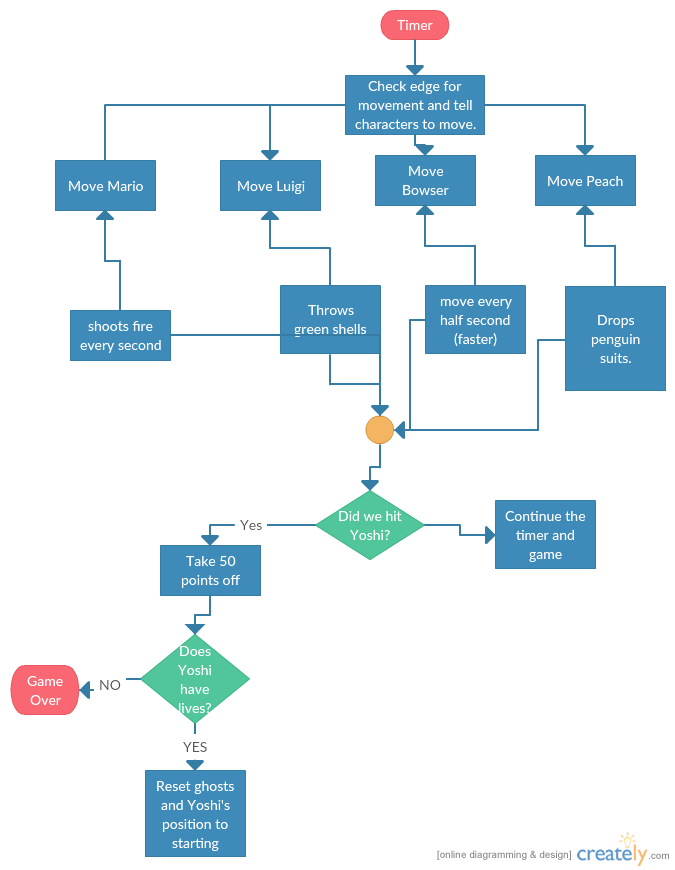 Timer
Check edge for
movement and tell
characters to move.
Move Mario
Move Luigi
Move
Bowser
Move Peach
shoots fire
every second
Throws
green shells
move every
half second
(faster)
Drops
penguin
suits.
Did we hit
Yoshi?
Yes
Continue the
timer and
game
Take 50
points off
Does
Yoshi
have
lives?
NO
Game
Over
YES
Reset ghosts
and Yoshi's
position to
starting
[online diagramming & design] creately.com